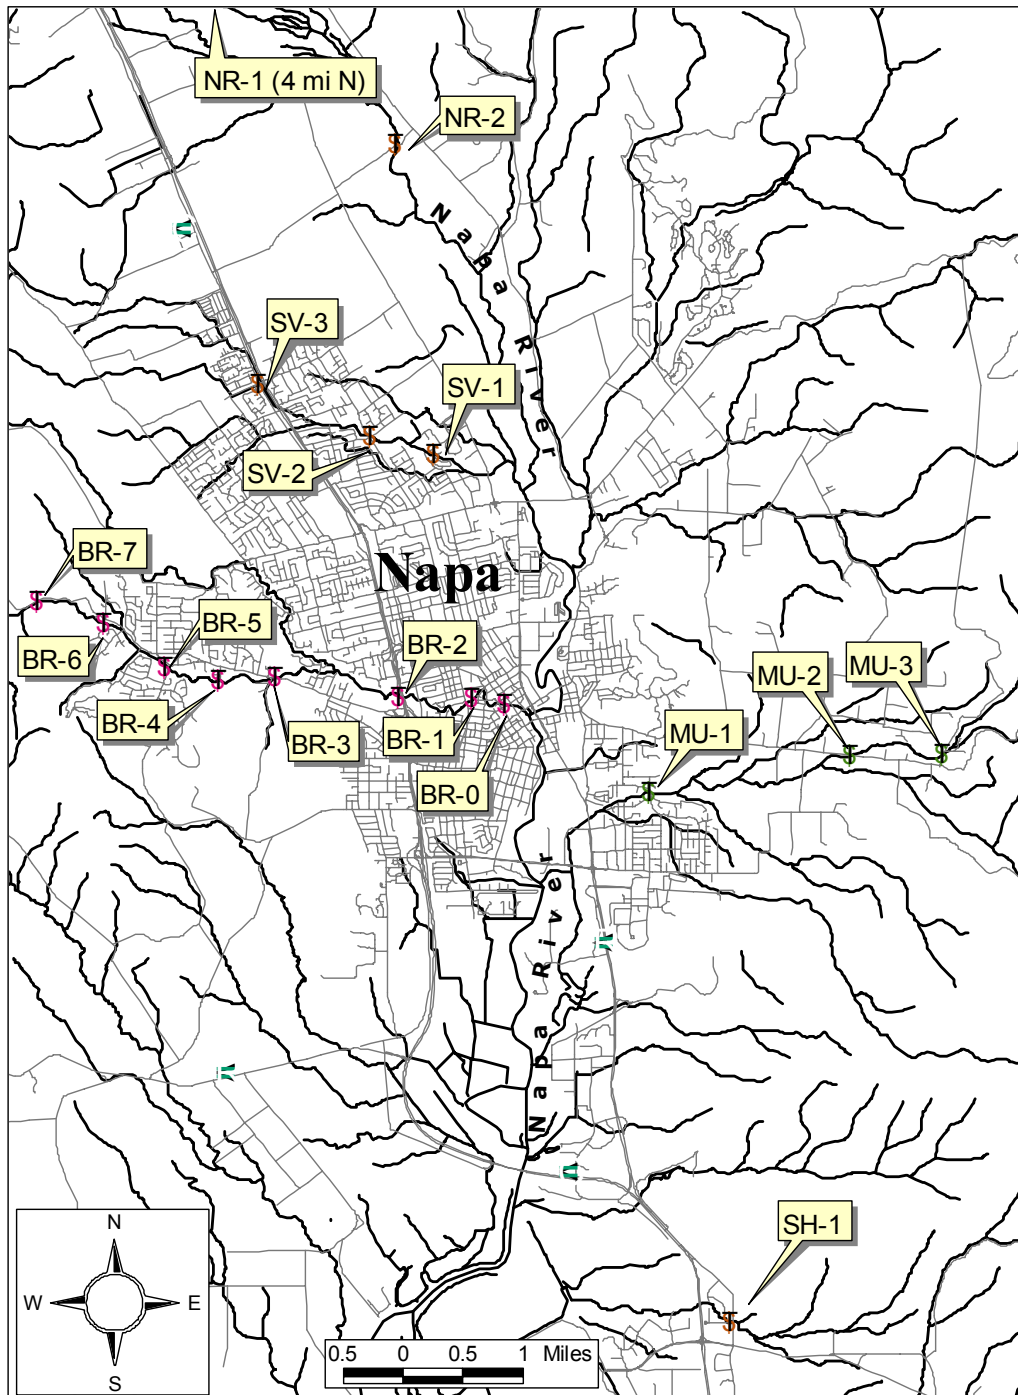 NR-1 (4 mi N)
NR-2
Napa River
SV-3
SV-1
SV-2
Napa
BR-7
BR-5
BR-6
BR-2
BR-4
BR-3
BR-1
BR-0
MU-3
MU-2
MU-1
Napa River
SH-1
N
W E
S
0.5 0 0.5 1 Miles